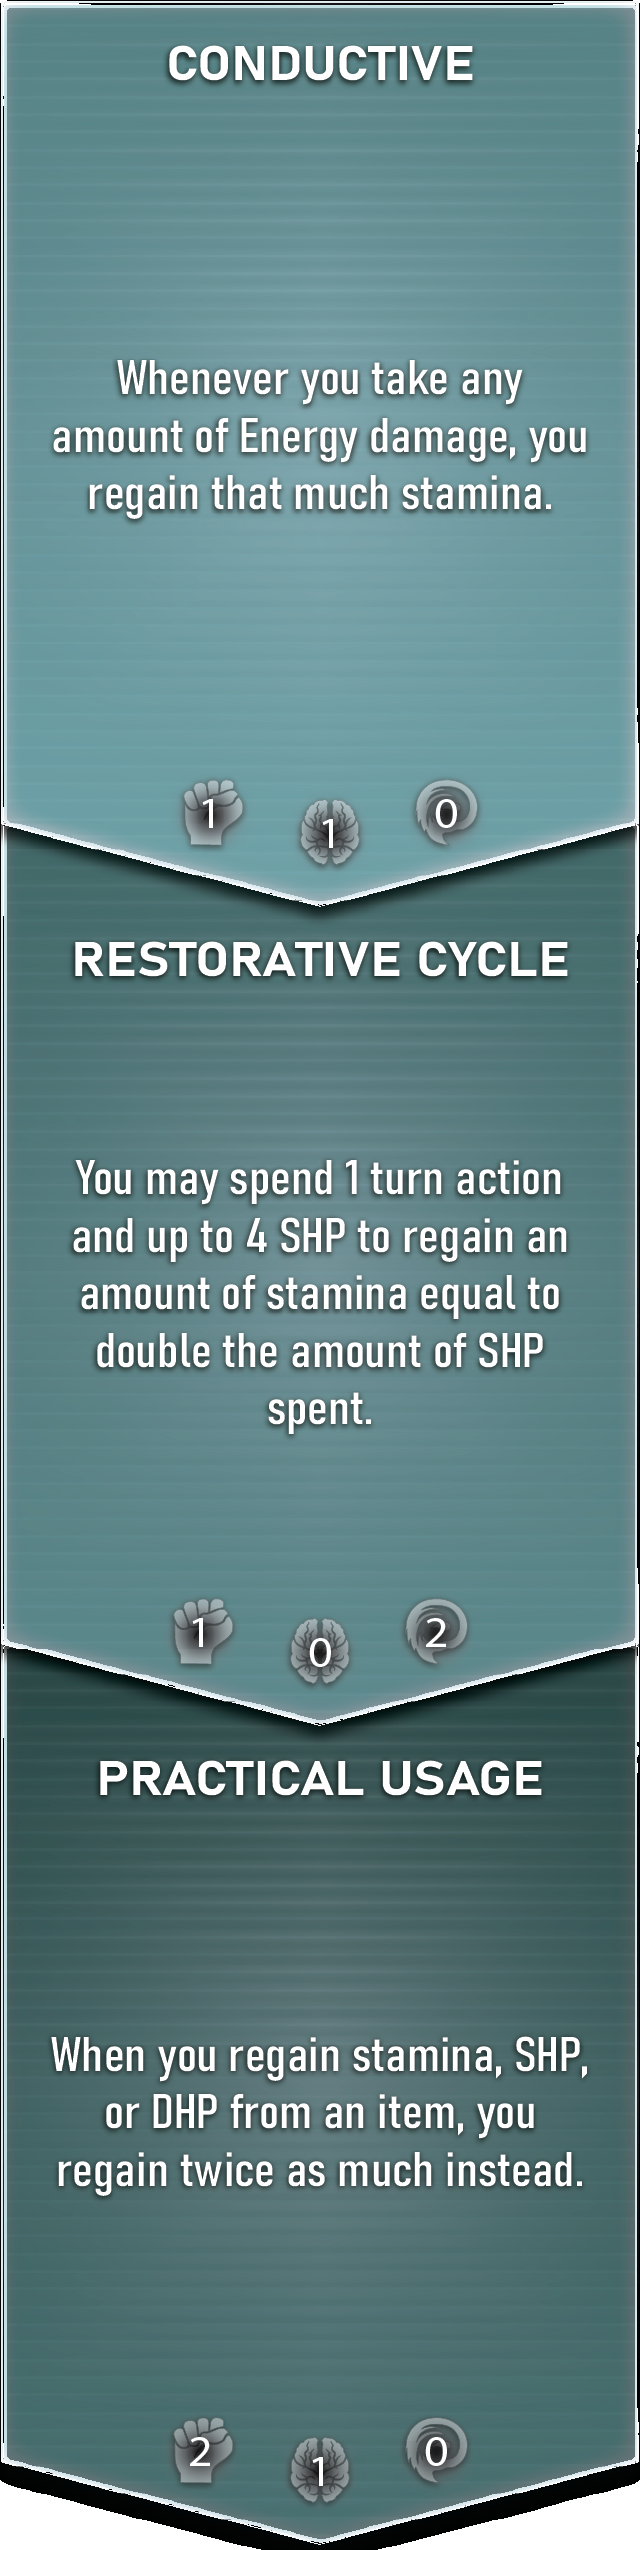 CONDUCTIVE
Whenever you take any
amount of Energy damage, you
regain that much stamina.
1 1 0
RESTORATIVE CYCLE
You may spend 1 turn action
and up to 4 SHP to regain an
amount of stamina equal to
double the amount of SHP
spent.
1 0 2
PRACTICAL USAGE
When you regain stamina, SHP,
or DHP from an item, you
regain twice as much instead.
2 1 0